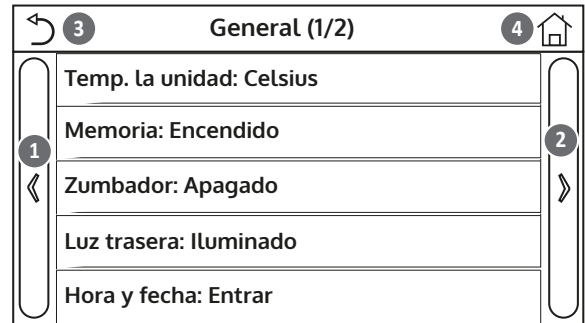 3 General (1/2) 4
Temp. la unidad: Celsius
Memoria: Encendido
1 2
Zumbador: Apagado
Luz trasera: Iluminado
Hora y fecha: Entrar